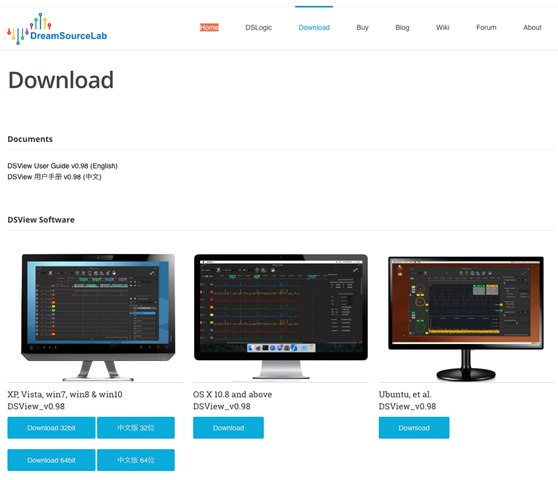 DreamSourceLab
Home DSLogic Download Buy Blog Wiki Forum About
Download
Documents
DSView User Guide v0.98 (English)
DSView 用户手册 v0.98 (中文)
DSView Software
XP, Vista, win7, win8 & win10
DSView_v0.98
Download 32bit 中文版 32位
Download 64bit 中文版 64位
OS X 10.8 and above
DSView_v0.98
Download
Ubuntu, et al.
DSView_v0.98
Download